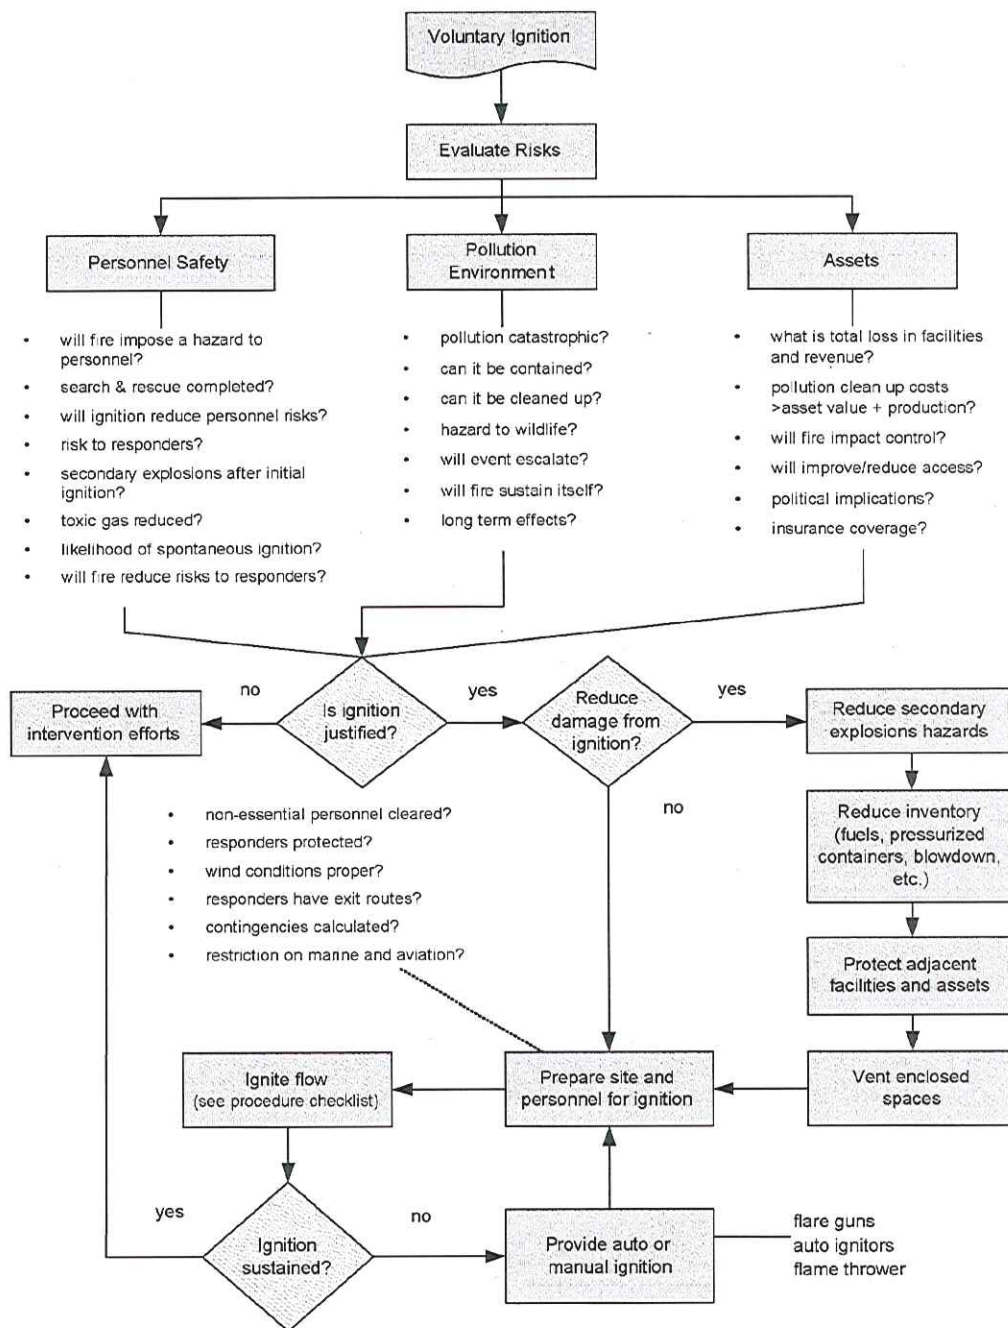 Voluntary Ignition
Evaluate Risks
Personnel Safety
• will fire impose a hazard to
personnel?
• search & rescue completed?
• will ignition reduce personnel risks?
• risk to responders?
• secondary explosions after initial
ignition?
• toxic gas reduced?
• likelihood of spontaneous ignition?
• will fire reduce risks to responders?
Pollution
Environment
• pollution catastrophic?
• can it be contained?
• can it be cleaned up?
• hazard to wildlife?
• will event escalate?
• will fire sustain itself?
• long term effects?
Assets
• what is total loss in facilities
and revenue?
• pollution clean up costs
>asset value + production?
• will fire impact control?
• will improve/reduce access?
• political implications?
• insurance coverage?
Is ignition
justified?
no
Proceed with
intervention efforts
yes
Reduce
damage from
ignition?
yes
Reduce secondary
explosions hazards
Reduce inventory
(fuels, pressurized
containers, blowdown,
etc.)
Protect adjacent
facilities and assets
Vent enclosed
spaces
no
• non-essential personnel cleared?
• responders protected?
• wind conditions proper?
• responders have exit routes?
• contingencies calculated?
• restriction on marine and aviation?
Prepare site and
personnel for ignition
Ignite flow
(see procedure checklist)
Ignition
sustained?
yes
no
Provide auto or
manual ignition
flare guns
auto ignitors
flame thrower